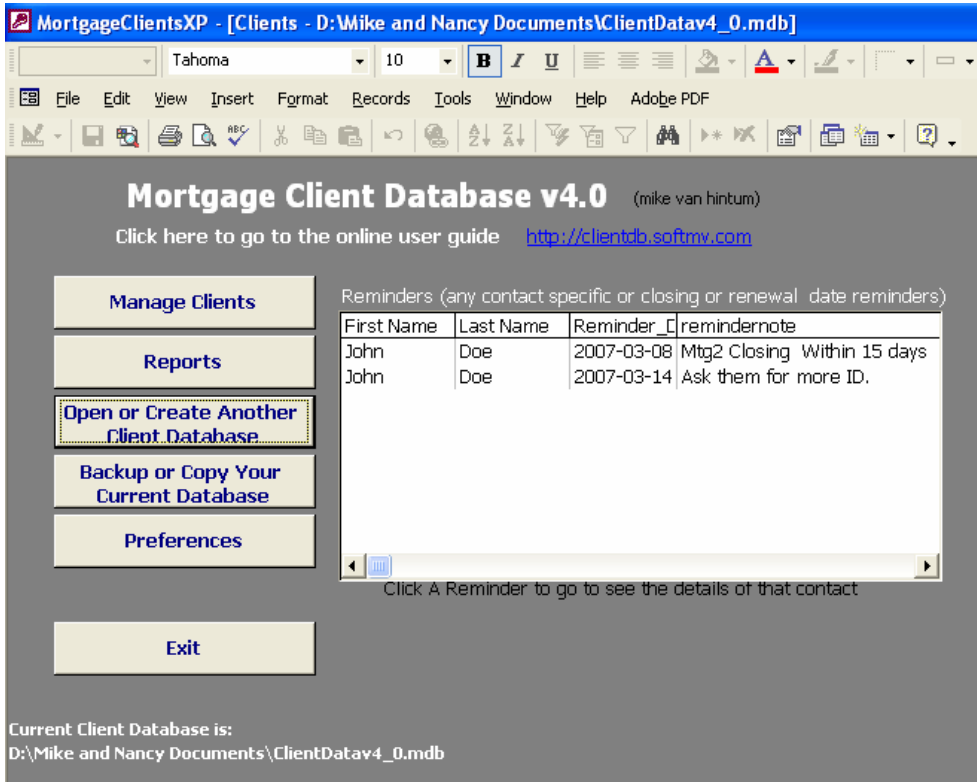 MortgageClientsXP - [Clients - D:\Mike and Nancy Documents\ClientDatav4_0.mdb]
Tahoma 10 B I U A
File Edit View Insert Format Records Tools Window Help Adobe PDF
Mortgage Client Database v4.0 (mike van hintum)
Click here to go to the online user guide http://clientdb.softmv.com
Manage Clients
Reports
Open or Create Another
Client Database
Backup or Copy Your
Current Database
Preferences
Exit
Reminders (any contact specific or closing or renewal date reminders)
First Name Last Name Reminder_D remindernote
John Doe 2007-03-08 Mtg2 Closing Within 15 days
John Doe 2007-03-14 Ask them for more ID.
Click A Reminder to go to see the details of that contact
Current Client Database is:
D:\Mike and Nancy Documents\ClientDatav4_0.mdb